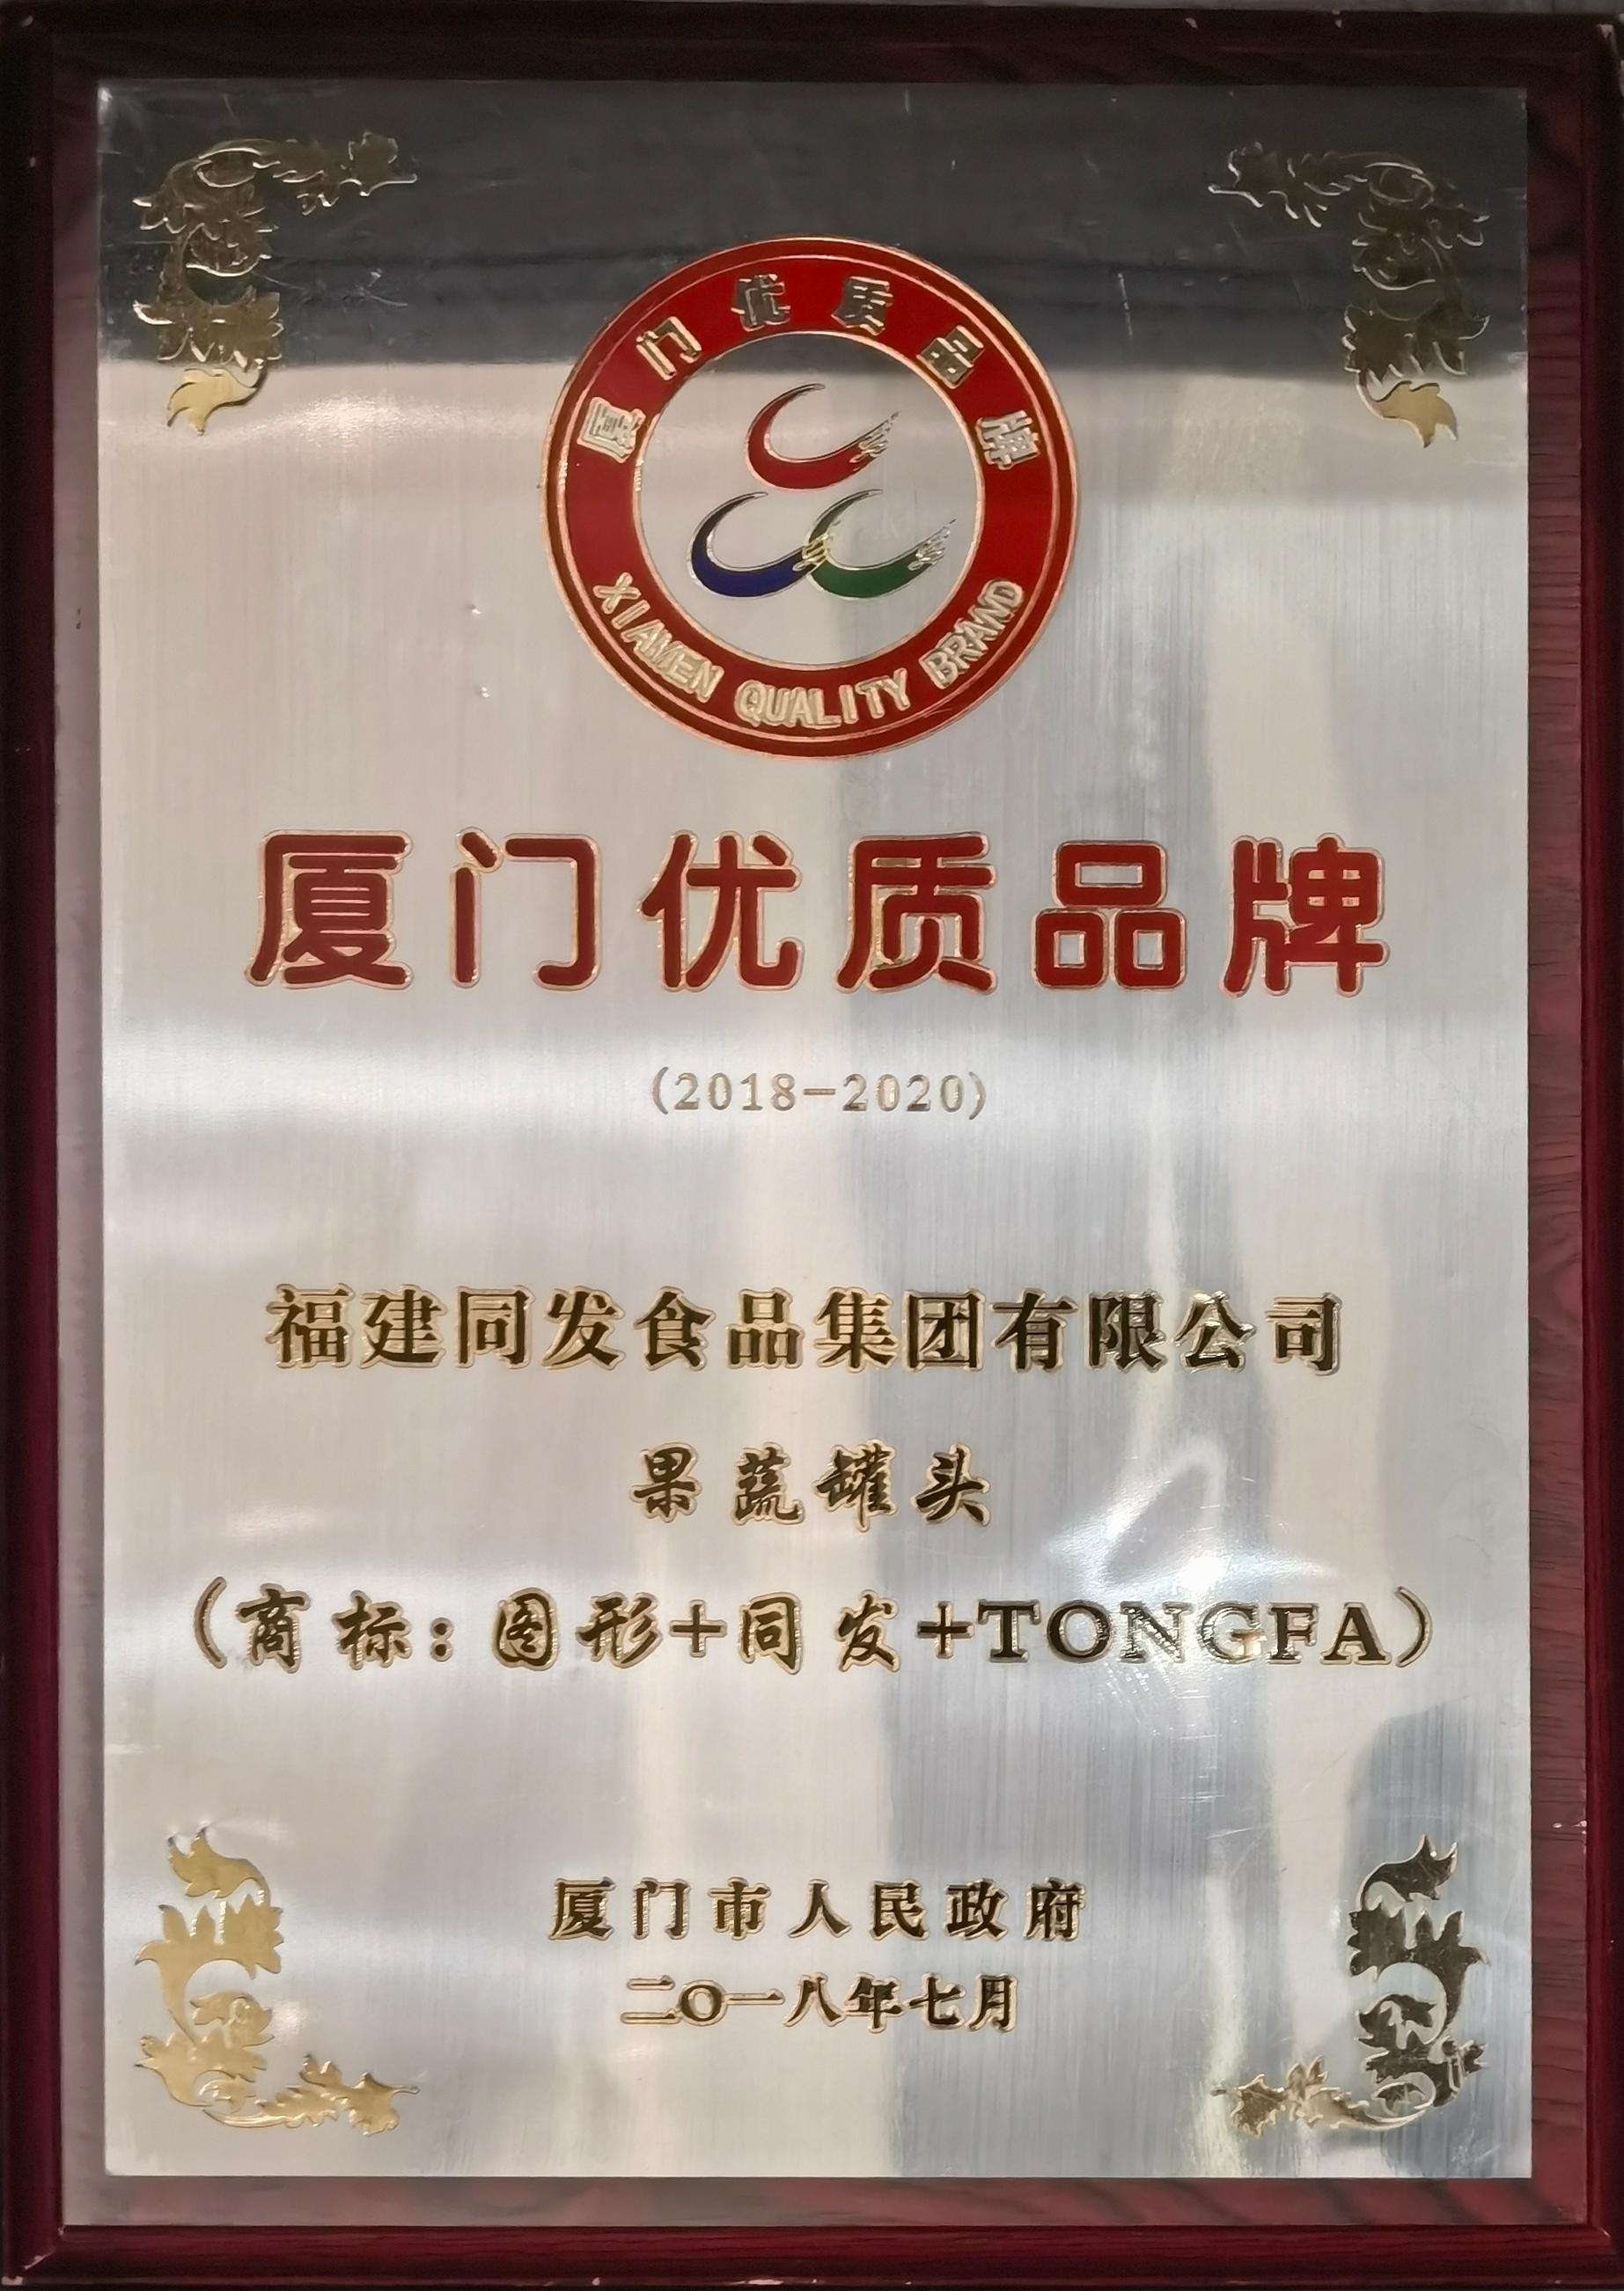 厦门优质品牌
XIAMEN QUALITY BRAND
厦门优质品牌
(2018-2020)
福建同发食品集团有限公司
果蔬罐头
(商标:图形+同发+TONGFA)
厦门市人民政府
二〇一八年七月